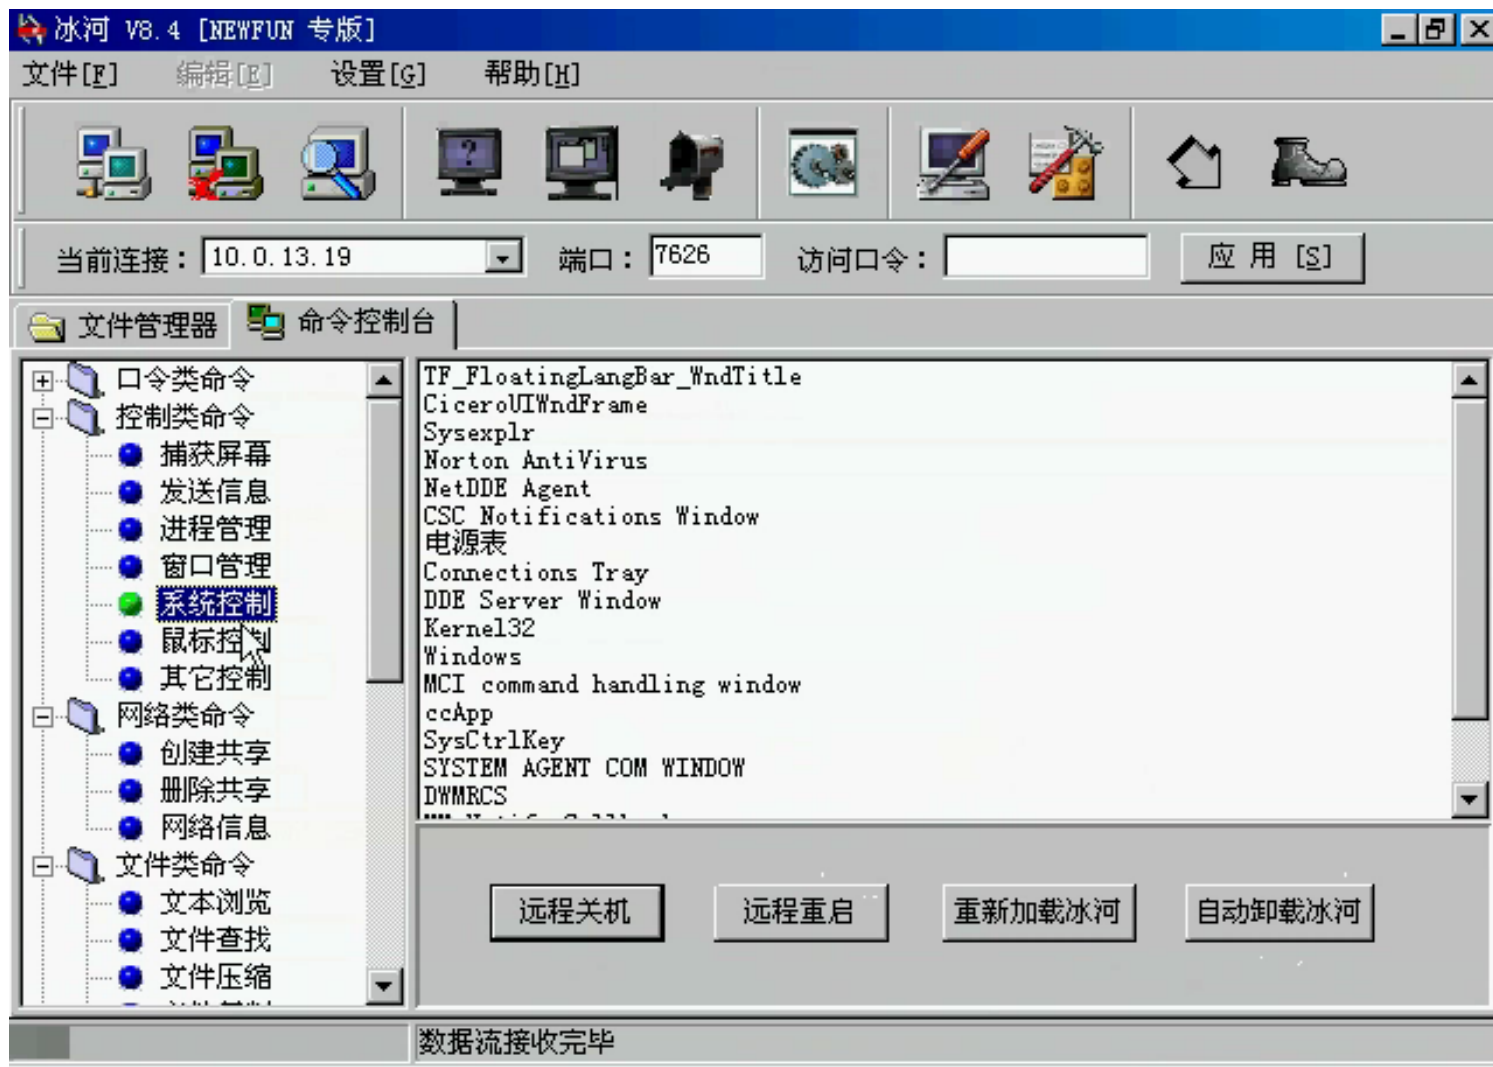 冰河 V8.4 [NEWFUN 专版]
文件[F] 编辑[E] 设置[G] 帮助[H]
当前连接： 10.0.13.19 端口： 7626 访问口令： 应 用 [S]
文件管理器 命令控制台
口令类命令
控制类命令
捕获屏幕
发送信息
进程管理
窗口管理
系统控制
鼠标控制
其它控制
网络类命令
创建共享
删除共享
网络信息
文件类命令
文本浏览
文件查找
文件压缩
TF_FloatingLangBar_WndTitle
CiceroUIWndFrame
Sysexplr
Norton AntiVirus
NetDDE Agent
CSC Notifications Window
电源表
Connections Tray
DDE Server Window
Kernel32
Windows
MCI command handling window
ccApp
SysCtrlKey
SYSTEM AGENT COM WINDOW
DWMRCS
远程关机 远程重启 重新加载冰河 自动卸载冰河
数据流接收完毕